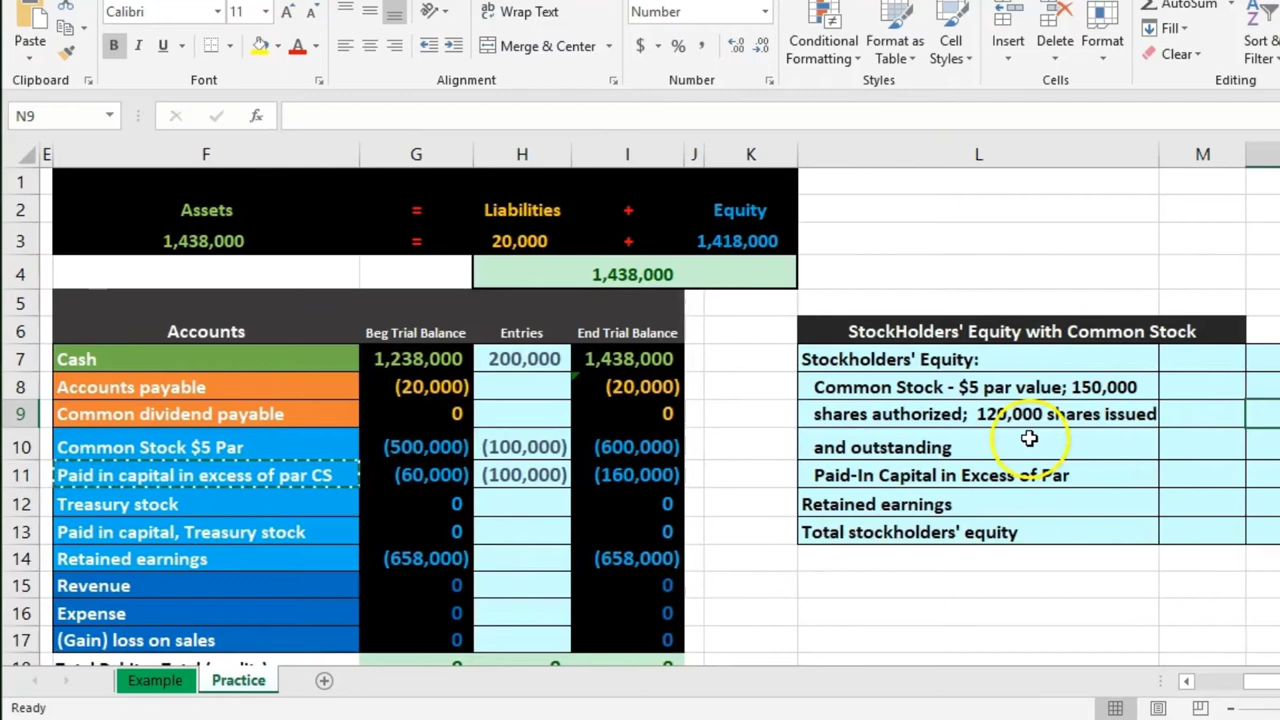 Calibri 11 Wrap Text Number AutoSum
Paste B I U Merge & Center $ % , Conditional Formatting Format as Table Cell Styles Insert Delete Format Fill Clear Sort & Filter
Clipboard Font Alignment Number Styles Cells Editing
N9 fx
E F G H I J K L M
1
2 Assets = Liabilities + Equity
3 1,438,000 = 20,000 + 1,418,000
4 1,438,000
5
6 Accounts Beg Trial Balance Entries End Trial Balance StockHolders' Equity with Common Stock
7 Cash 1,238,000 200,000 1,438,000 Stockholders' Equity:
8 Accounts payable (20,000) (20,000) Common Stock - $5 par value; 150,000
9 Common dividend payable 0 0 shares authorized; 120,000 shares issued
10 Common Stock $5 Par (500,000) (100,000) (600,000) and outstanding
11 Paid in capital in excess of par CS (60,000) (100,000) (160,000) Paid-In Capital in Excess of Par
12 Treasury stock 0 0 Retained earnings
13 Paid in capital, Treasury stock 0 0 Total stockholders' equity
14 Retained earnings (658,000) (658,000)
15 Revenue 0 0
16 Expense 0 0
17 (Gain) loss on sales 0 0
Example Practice
Ready